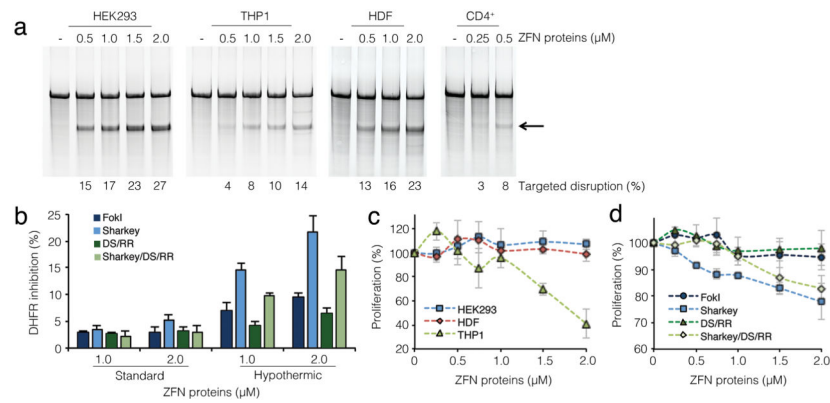 a
HEK293 THP1 HDF CD4+
- 0.5 1.0 1.5 2.0 - 0.5 1.0 1.5 2.0 - 0.5 1.0 2.0 - 0.25 0.5 ZFN proteins (µM)
15 17 23 27 4 8 10 14 13 16 23 3 8 Targeted disruption (%)
b
DHFR inhibition (%)
25
20
15
10
5
0
FokI
Sharkey
DS/RR
Sharkey/DS/RR
1.0 2.0 1.0 2.0
Standard Hypothermic
ZFN proteins (µM)
c
Proliferation (%)
120
100
80
60
40
20
HEK293
HDF
THP1
0 0.5 1.0 1.5 2.0
ZFN proteins (µM)
d
Proliferation (%)
100
90
80
70
60
FokI
Sharkey
DS/RR
Sharkey/DS/RR
0 0.5 1.0 1.5 2.0
ZFN proteins (µM)